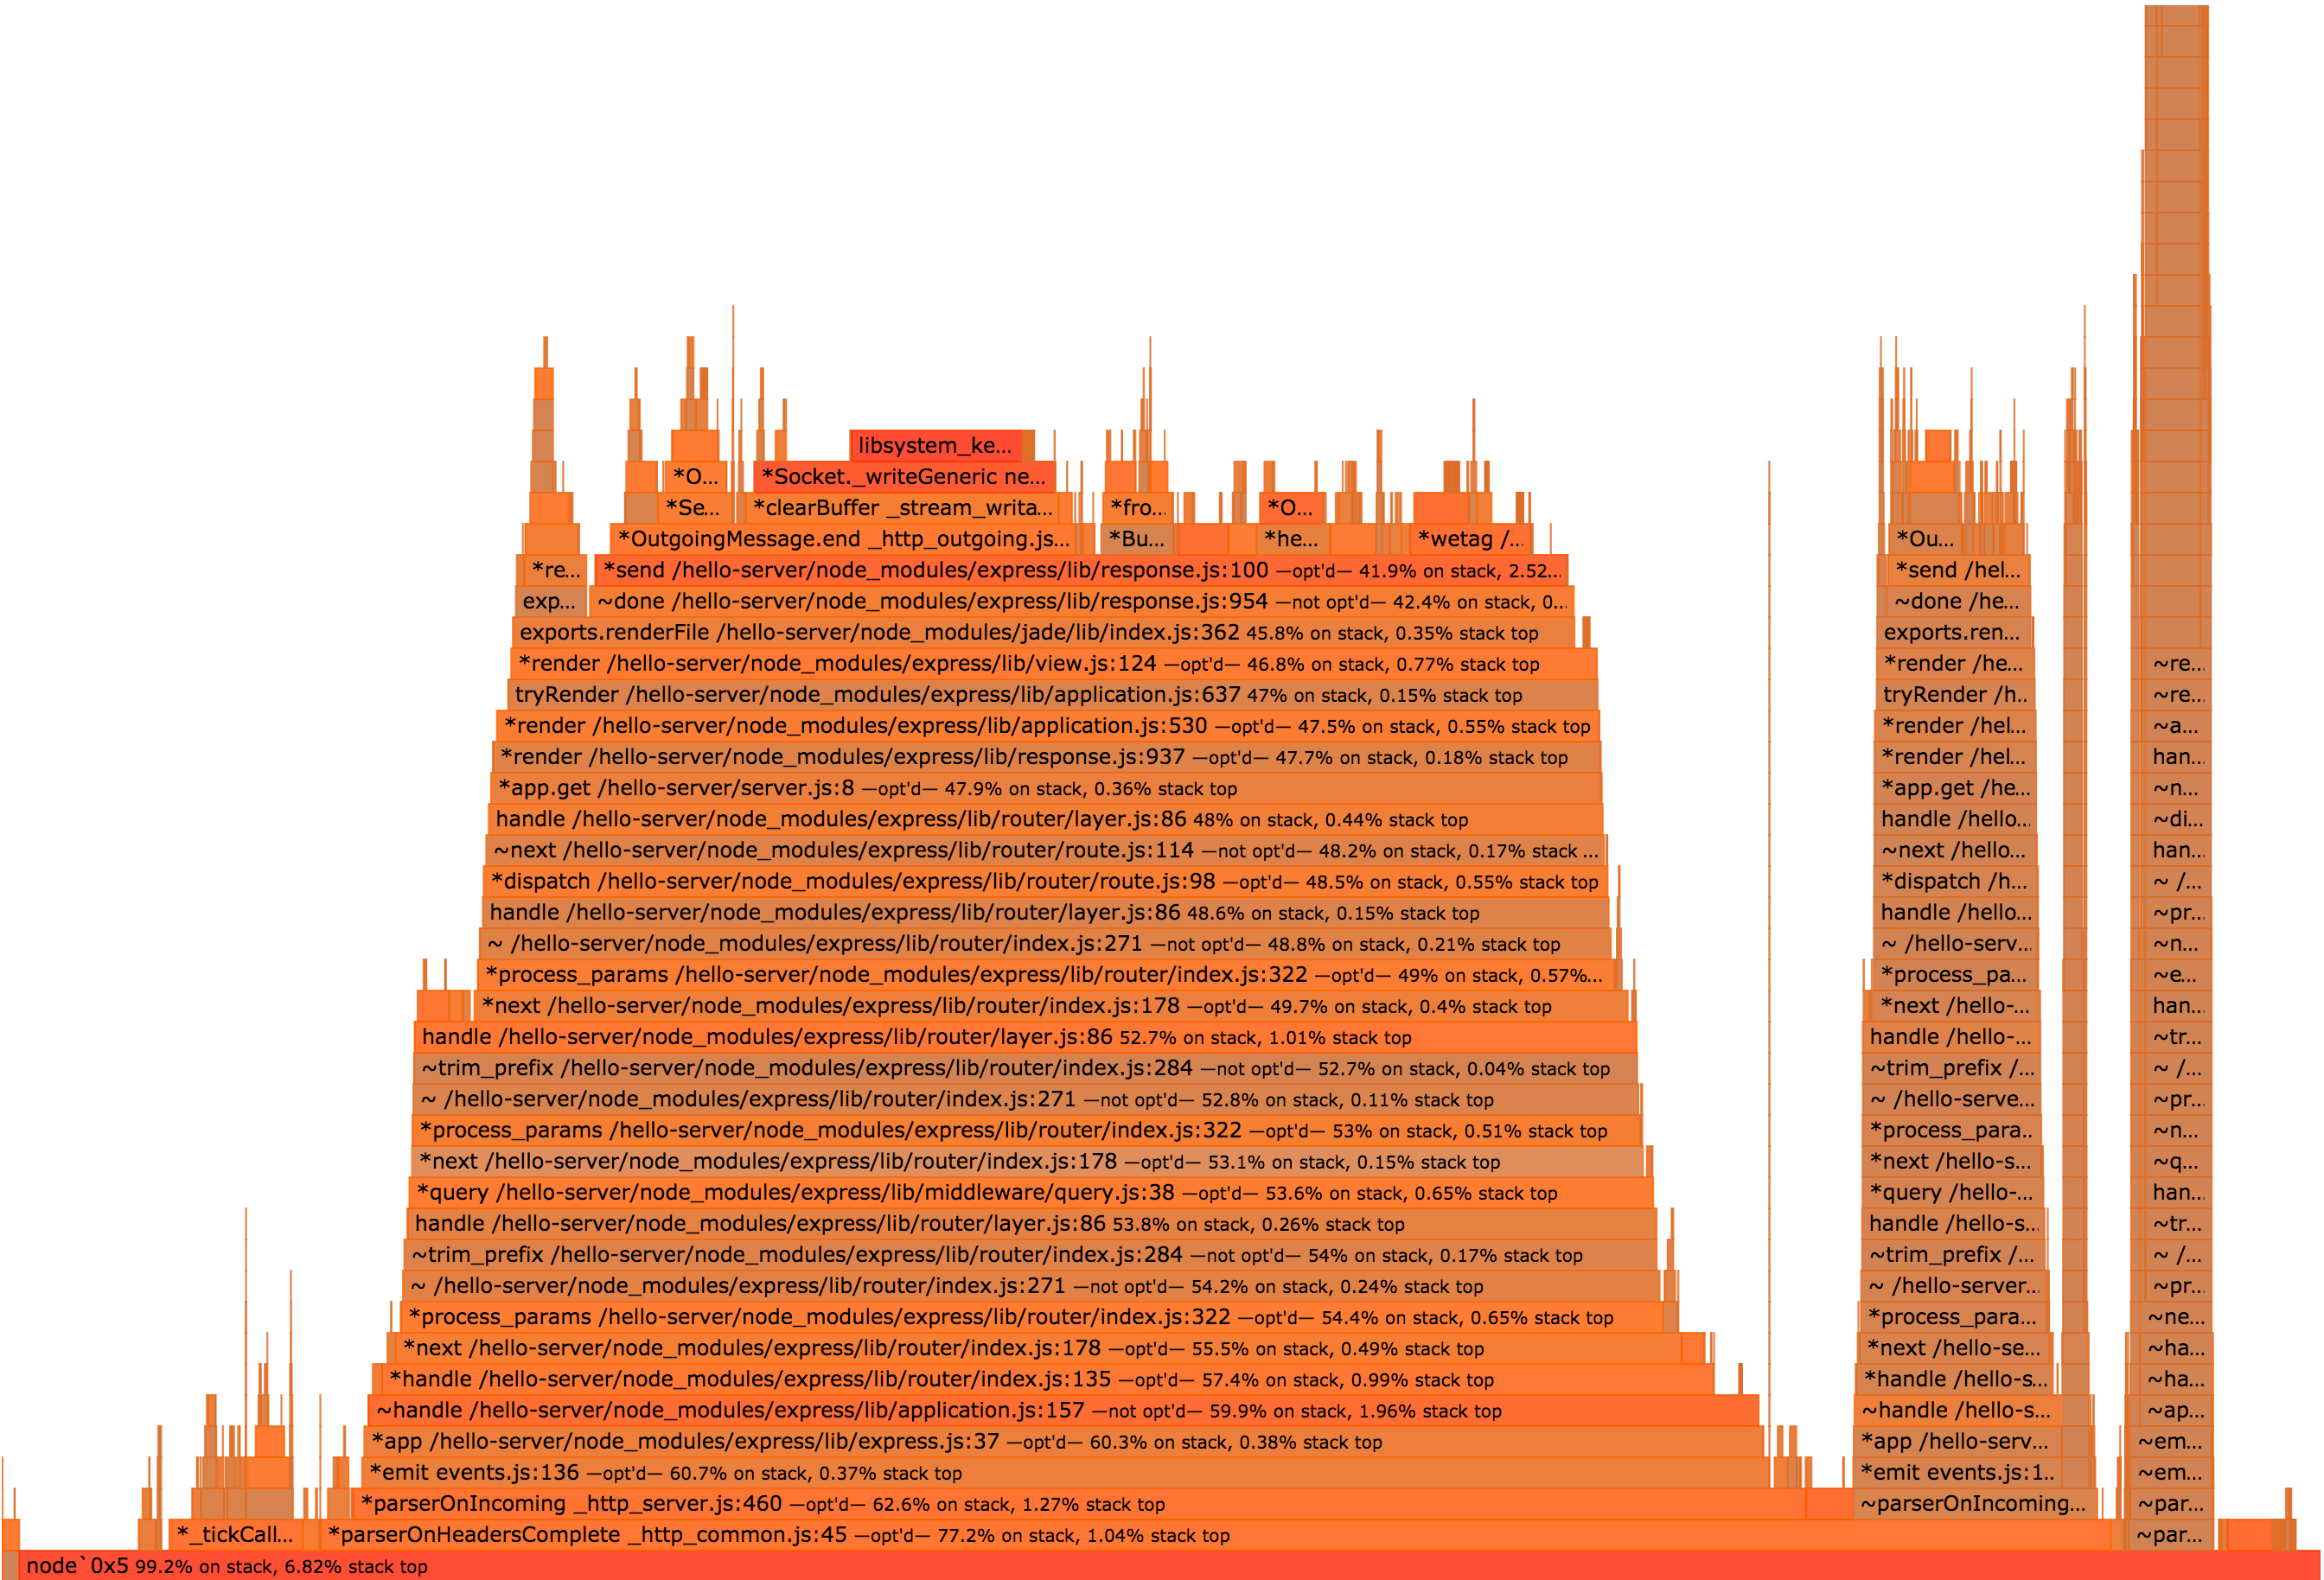 libsystem_ke...
*O... *Socket._writeGeneric ne...
*Se... *clearBuffer _stream_writa... *fro... *O...
*OutgoingMessage.end _http_outgoing.js... *Bu... *he... *wetag /... *Ou...
*re... *send /hello-server/node_modules/express/lib/response.js:100 —opt'd— 41.9% on stack, 2.52... *send /hel...
exp... ~done /hello-server/node_modules/express/lib/response.js:954 —not opt'd— 42.4% on stack, 0... ~done /he...
exports.renderFile /hello-server/node_modules/jade/lib/index.js:362 45.8% on stack, 0.35% stack top exports.ren...
*render /hello-server/node_modules/express/lib/view.js:124 —opt'd— 46.8% on stack, 0.77% stack top *render /he... ~re...
tryRender /hello-server/node_modules/express/lib/application.js:637 47% on stack, 0.15% stack top tryRender /h.. ~re...
*render /hello-server/node_modules/express/lib/application.js:530 —opt'd— 47.5% on stack, 0.55% stack top *render /hel... ~a...
*render /hello-server/node_modules/express/lib/response.js:937 —opt'd— 47.7% on stack, 0.18% stack top *render /hel... han...
*app.get /hello-server/server.js:8 —opt'd— 47.9% on stack, 0.36% stack top *app.get /he... ~n...
handle /hello-server/node_modules/express/lib/router/layer.js:86 48% on stack, 0.44% stack top handle /hello... ~di...
~next /hello-server/node_modules/express/lib/router/route.js:114 —not opt'd— 48.2% on stack, 0.17% stack ... ~next /hello... han...
*dispatch /hello-server/node_modules/express/lib/router/route.js:98 —opt'd— 48.5% on stack, 0.55% stack top *dispatch /h... ~ /...
handle /hello-server/node_modules/express/lib/router/layer.js:86 48.6% on stack, 0.15% stack top handle /hello... ~pr...
~ /hello-server/node_modules/express/lib/router/index.js:271 —not opt'd— 48.8% on stack, 0.21% stack top ~ /hello-serv... ~n...
*process_params /hello-server/node_modules/express/lib/router/index.js:322 —opt'd— 49% on stack, 0.57%... *process_pa... ~e...
*next /hello-server/node_modules/express/lib/router/index.js:178 —opt'd— 49.7% on stack, 0.4% stack top *next /hello-... han...
handle /hello-server/node_modules/express/lib/router/layer.js:86 52.7% on stack, 1.01% stack top handle /hello-... ~tr...
~trim_prefix /hello-server/node_modules/express/lib/router/index.js:284 —not opt'd— 52.7% on stack, 0.04% stack top ~trim_prefix /... ~ /...
~ /hello-server/node_modules/express/lib/router/index.js:271 —not opt'd— 52.8% on stack, 0.11% stack top ~ /hello-serve... ~pr...
*process_params /hello-server/node_modules/express/lib/router/index.js:322 —opt'd— 53% on stack, 0.51% stack top *process_para.. ~n...
*next /hello-server/node_modules/express/lib/router/index.js:178 —opt'd— 53.1% on stack, 0.15% stack top *next /hello-s... ~q...
*query /hello-server/node_modules/express/lib/middleware/query.js:38 —opt'd— 53.6% on stack, 0.65% stack top *query /hello-... han...
handle /hello-server/node_modules/express/lib/router/layer.js:86 53.8% on stack, 0.26% stack top handle /hello-s... ~tr...
~trim_prefix /hello-server/node_modules/express/lib/router/index.js:284 —not opt'd— 54% on stack, 0.17% stack top ~trim_prefix /... ~ /...
~ /hello-server/node_modules/express/lib/router/index.js:271 —not opt'd— 54.2% on stack, 0.24% stack top ~ /hello-server... ~pr...
*process_params /hello-server/node_modules/express/lib/router/index.js:322 —opt'd— 54.4% on stack, 0.65% stack top *process_para... ~ne...
*next /hello-server/node_modules/express/lib/router/index.js:178 —opt'd— 55.5% on stack, 0.49% stack top *next /hello-se... ~ha...
*handle /hello-server/node_modules/express/lib/router/index.js:135 —opt'd— 57.4% on stack, 0.99% stack top *handle /hello-s... ~ha...
~handle /hello-server/node_modules/express/lib/application.js:157 —not opt'd— 59.9% on stack, 1.96% stack top ~handle /hello-s... ~ap...
*app /hello-server/node_modules/express/lib/express.js:37 —opt'd— 60.3% on stack, 0.38% stack top *app /hello-serv... ~em...
*emit events.js:136 —opt'd— 60.7% on stack, 0.37% stack top *emit events.js:1.. ~em...
*parserOnIncoming _http_server.js:460 —opt'd— 62.6% on stack, 1.27% stack top ~parserOnIncoming... ~par...
*_tickCall... *parserOnHeadersComplete _http_common.js:45 —opt'd— 77.2% on stack, 1.04% stack top ~par...
node`0x5 99.2% on stack, 6.82% stack top